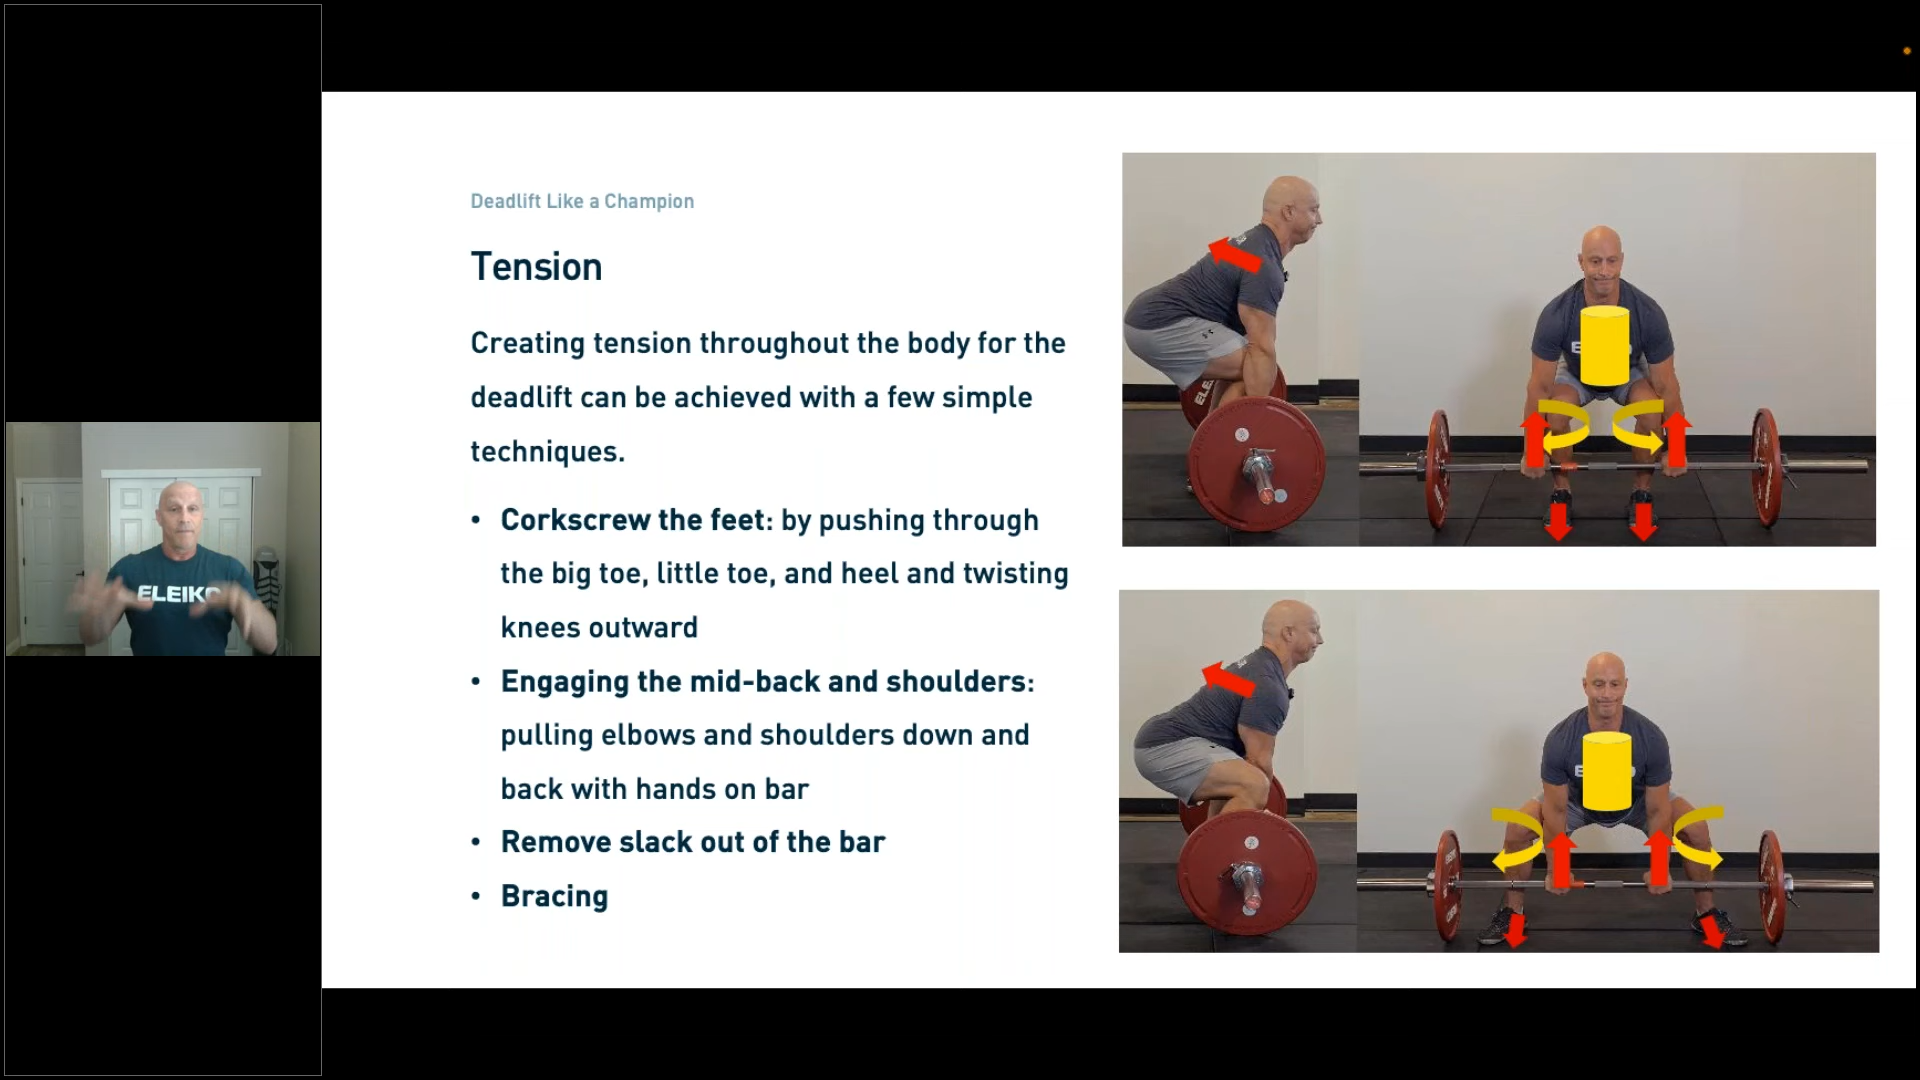 Deadlift Like a Champion
Tension
Creating tension throughout the body for the
deadlift can be achieved with a few simple
techniques.
• Corkscrew the feet: by pushing through
the big toe, little toe, and heel and twisting
knees outward
• Engaging the mid-back and shoulders:
pulling elbows and shoulders down and
back with hands on bar
• Remove slack out of the bar
• Bracing
ELEIKO